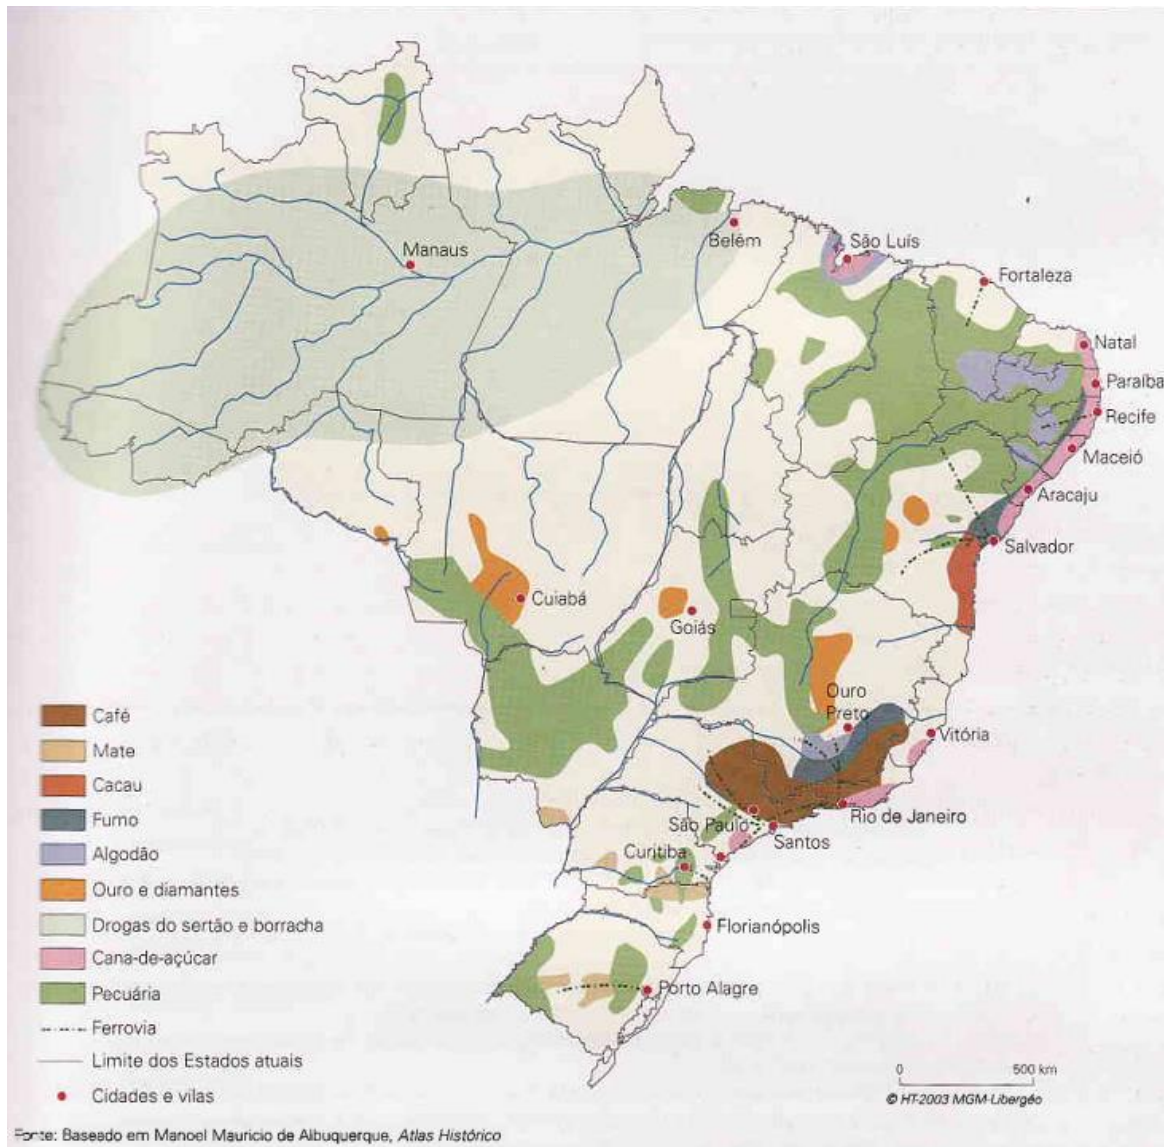 Manaus
Belém
São Luís
Fortaleza
Natal
Paraíba
Recife
Maceió
Aracaju
Salvador
Cuiabá
Goiás
Ouro
Preto
Vitória
São Paulo
Rio de Janeiro
Santos
Curitiba
Florianópolis
Porto Alagre
Café
Mate
Cacau
Fumo
Algodão
Ouro e diamantes
Drogas do sertão e borracha
Cana-de-açúcar
Pecuária
Ferrovia
Limite dos Estados atuais
Cidades e vilas
0 500 km
© HT-2003 MGM-Libergéo
Fonte: Baseado em Manoel Mauricio de Albuquerque, Atlas Histórico